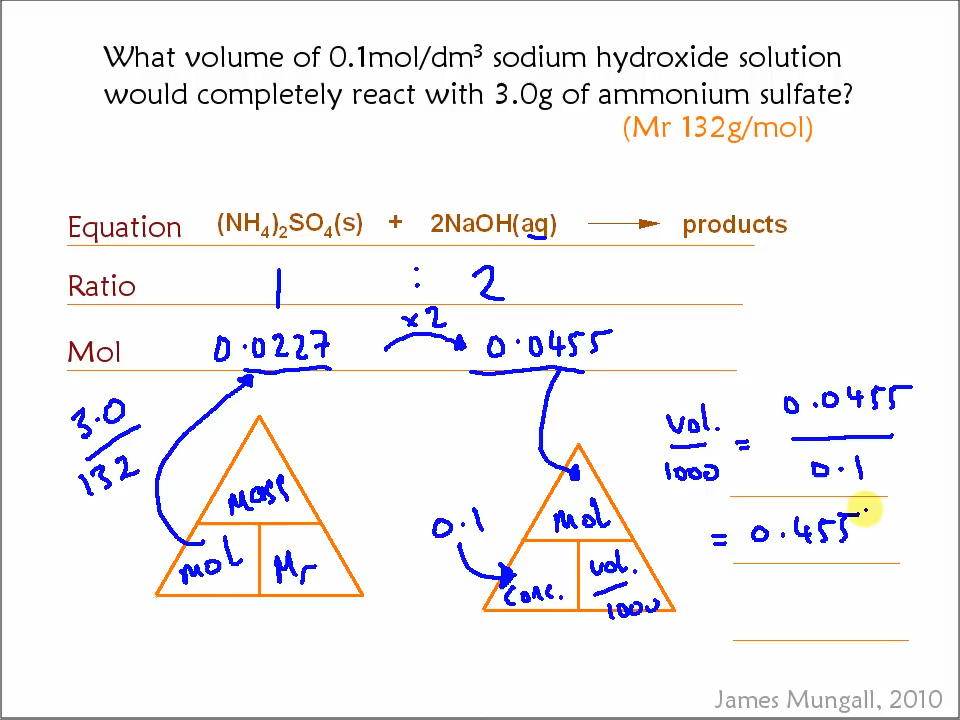 What volume of 0.1mol/dm³ sodium hydroxide solution
would completely react with 3.0g of ammonium sulfate?
(Mr 132g/mol)
Equation (NH₄)₂SO₄(s) + 2NaOH(aq) → products
Ratio 1 : 2
×2
Mol 0.0227 0.0455
3.0
132
mass
mol Mr
0.1
mol
conc. vol.
1000
vol. = 0.0455
1000 0.1
= 0.455
James Mungall, 2010